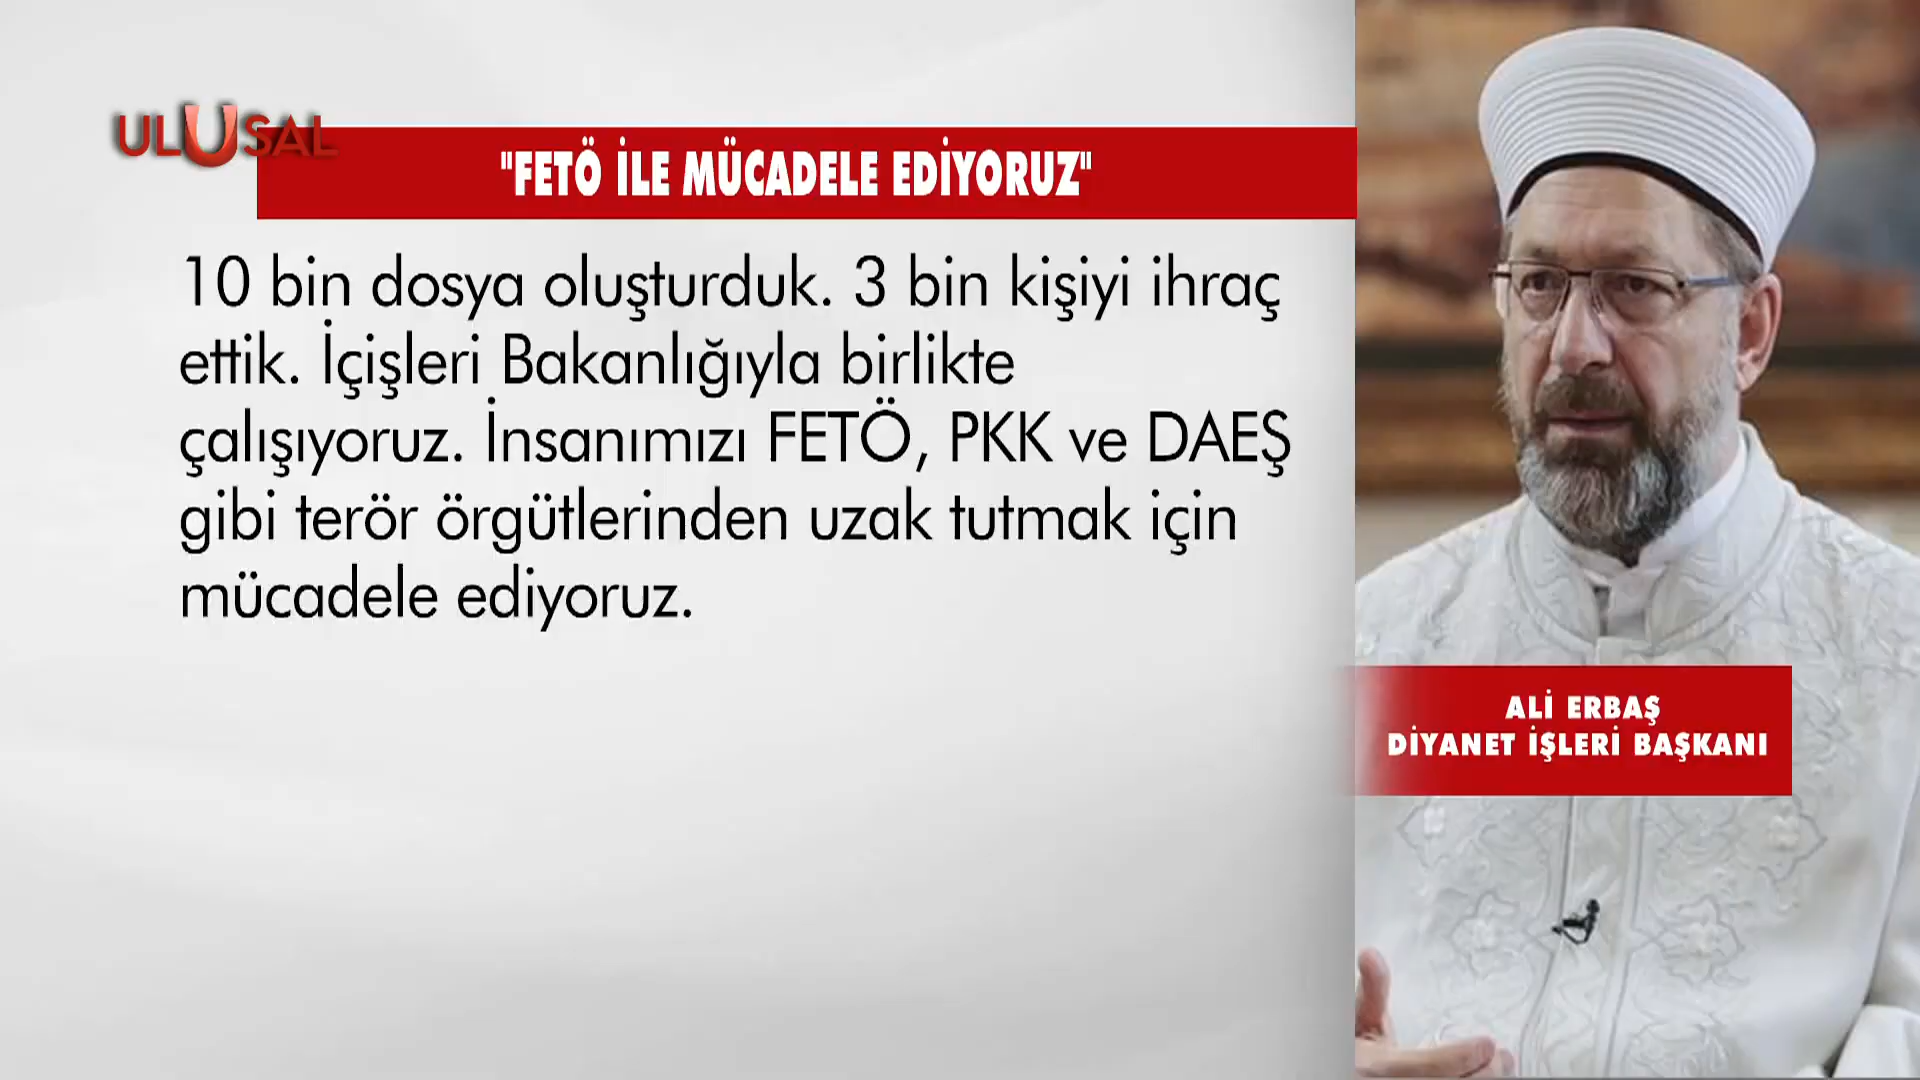 ULUSAL
"FETÖ İLE MÜCADELE EDİYORUZ"
10 bin dosya oluşturduk. 3 bin kişiyi ihraç
ettik. İçişleri Bakanlığıyla birlikte
çalışıyoruz. İnsanımızı FETÖ, PKK ve DAEŞ
gibi terör örgütlerinden uzak tutmak için
mücadele ediyoruz.
ALİ ERBAŞ
DİYANET İŞLERİ BAŞKANI